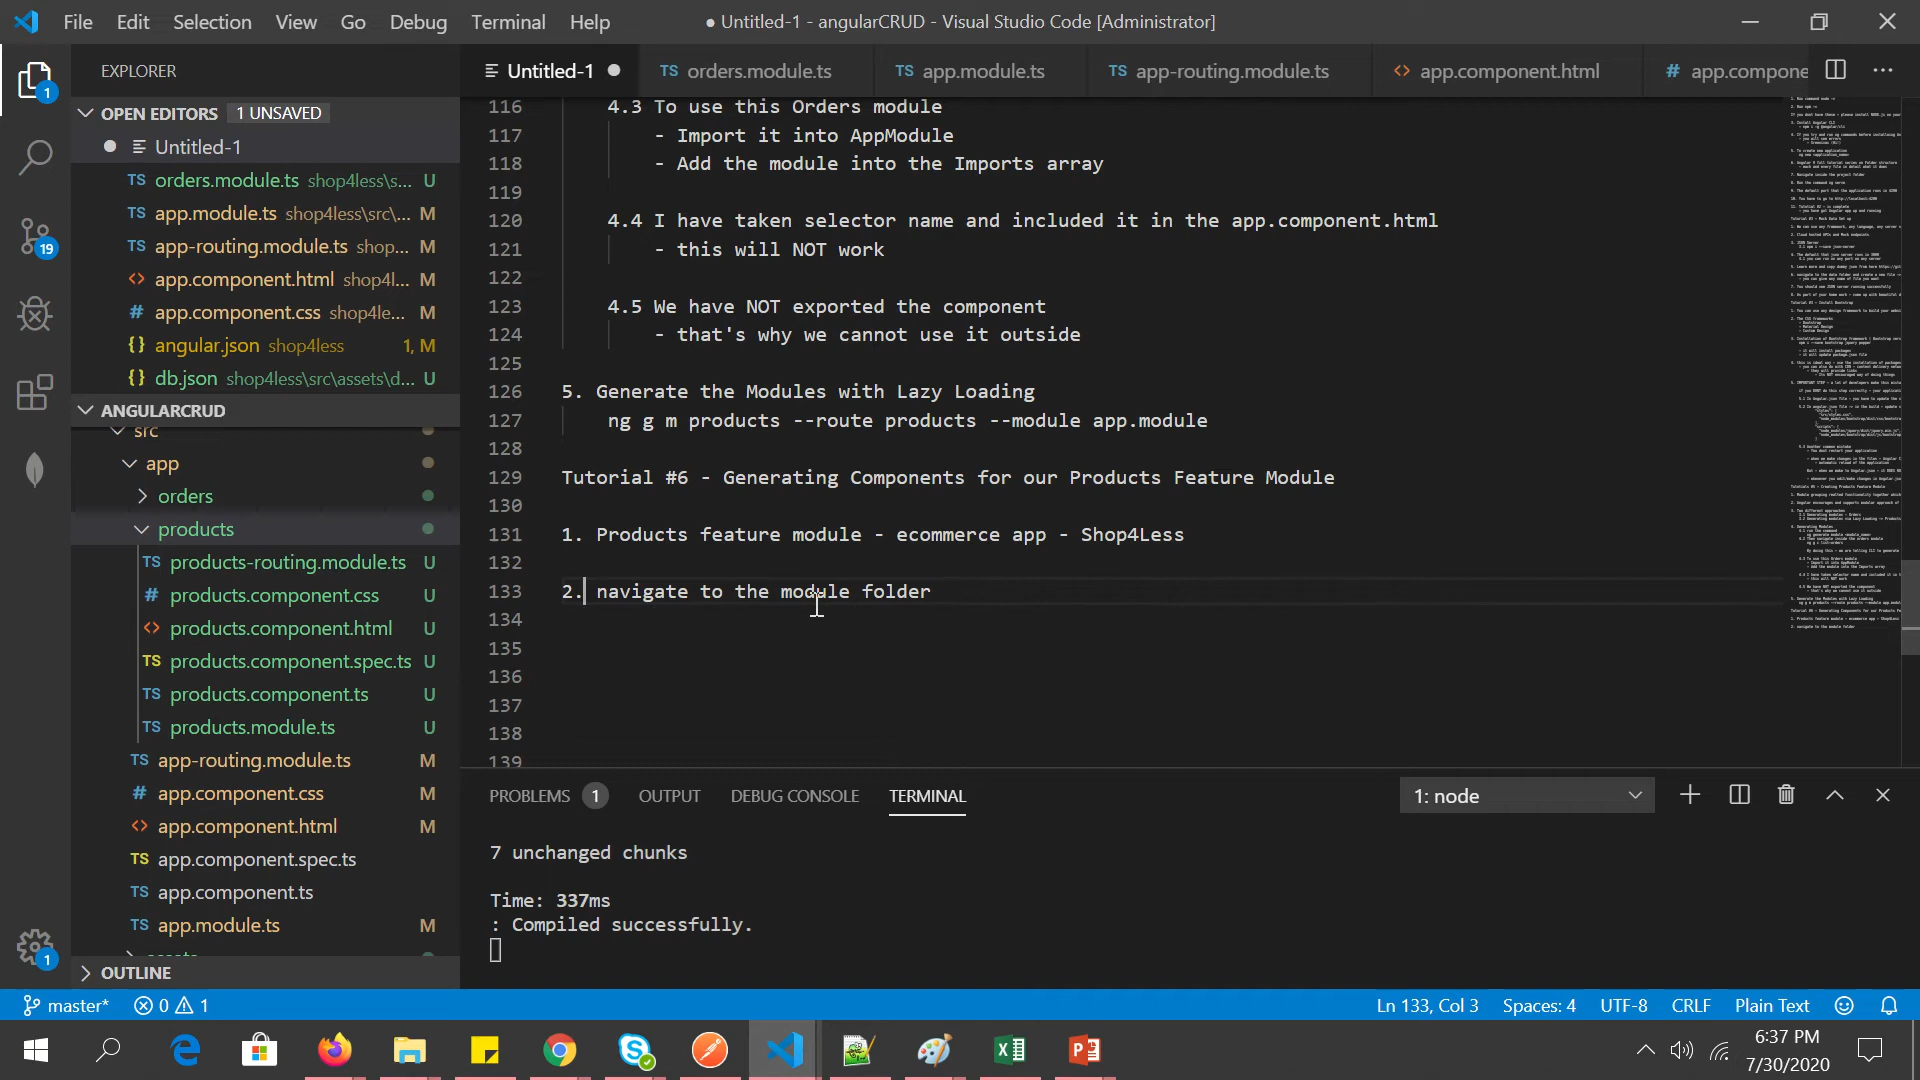 File Edit Selection View Go Debug Terminal Help
● Untitled-1 - angularCRUD - Visual Studio Code [Administrator]
EXPLORER
Untitled-1
TS orders.module.ts
TS app.module.ts
TS app-routing.module.ts
<> app.component.html
# app.compone
OPEN EDITORS 1 UNSAVED
Untitled-1
TS orders.module.ts shop4less\s... U
TS app.module.ts shop4less\src\... M
TS app-routing.module.ts shop... M
<> app.component.html shop4l... M
# app.component.css shop4le... M
{} angular.json shop4less 1, M
{} db.json shop4less\src\assets\d... U
ANGULARCRUD
src
app
orders
products
TS products-routing.module.ts U
# products.component.css U
<> products.component.html U
TS products.component.spec.ts U
TS products.component.ts U
TS products.module.ts U
TS app-routing.module.ts M
# app.component.css M
<> app.component.html M
TS app.component.spec.ts
TS app.component.ts
TS app.module.ts M
OUTLINE
1
19
1
116 4.3 To use this Orders module
117 - Import it into AppModule
118 - Add the module into the Imports array
119
120 4.4 I have taken selector name and included it in the app.component.html
121 - this will NOT work
122
123 4.5 We have NOT exported the component
124 - that's why we cannot use it outside
125
126 5. Generate the Modules with Lazy Loading
127 ng g m products --route products --module app.module
128
129 Tutorial #6 - Generating Components for our Products Feature Module
130
131 1. Products feature module - ecommerce app - Shop4Less
132
133 2. navigate to the module folder
134
135
136
137
138
139
PROBLEMS 1 OUTPUT DEBUG CONSOLE TERMINAL
1: node
7 unchanged chunks
Time: 337ms
: Compiled successfully.
master* 0 1
Ln 133, Col 3 Spaces: 4 UTF-8 CRLF Plain Text
6:37 PM
7/30/2020